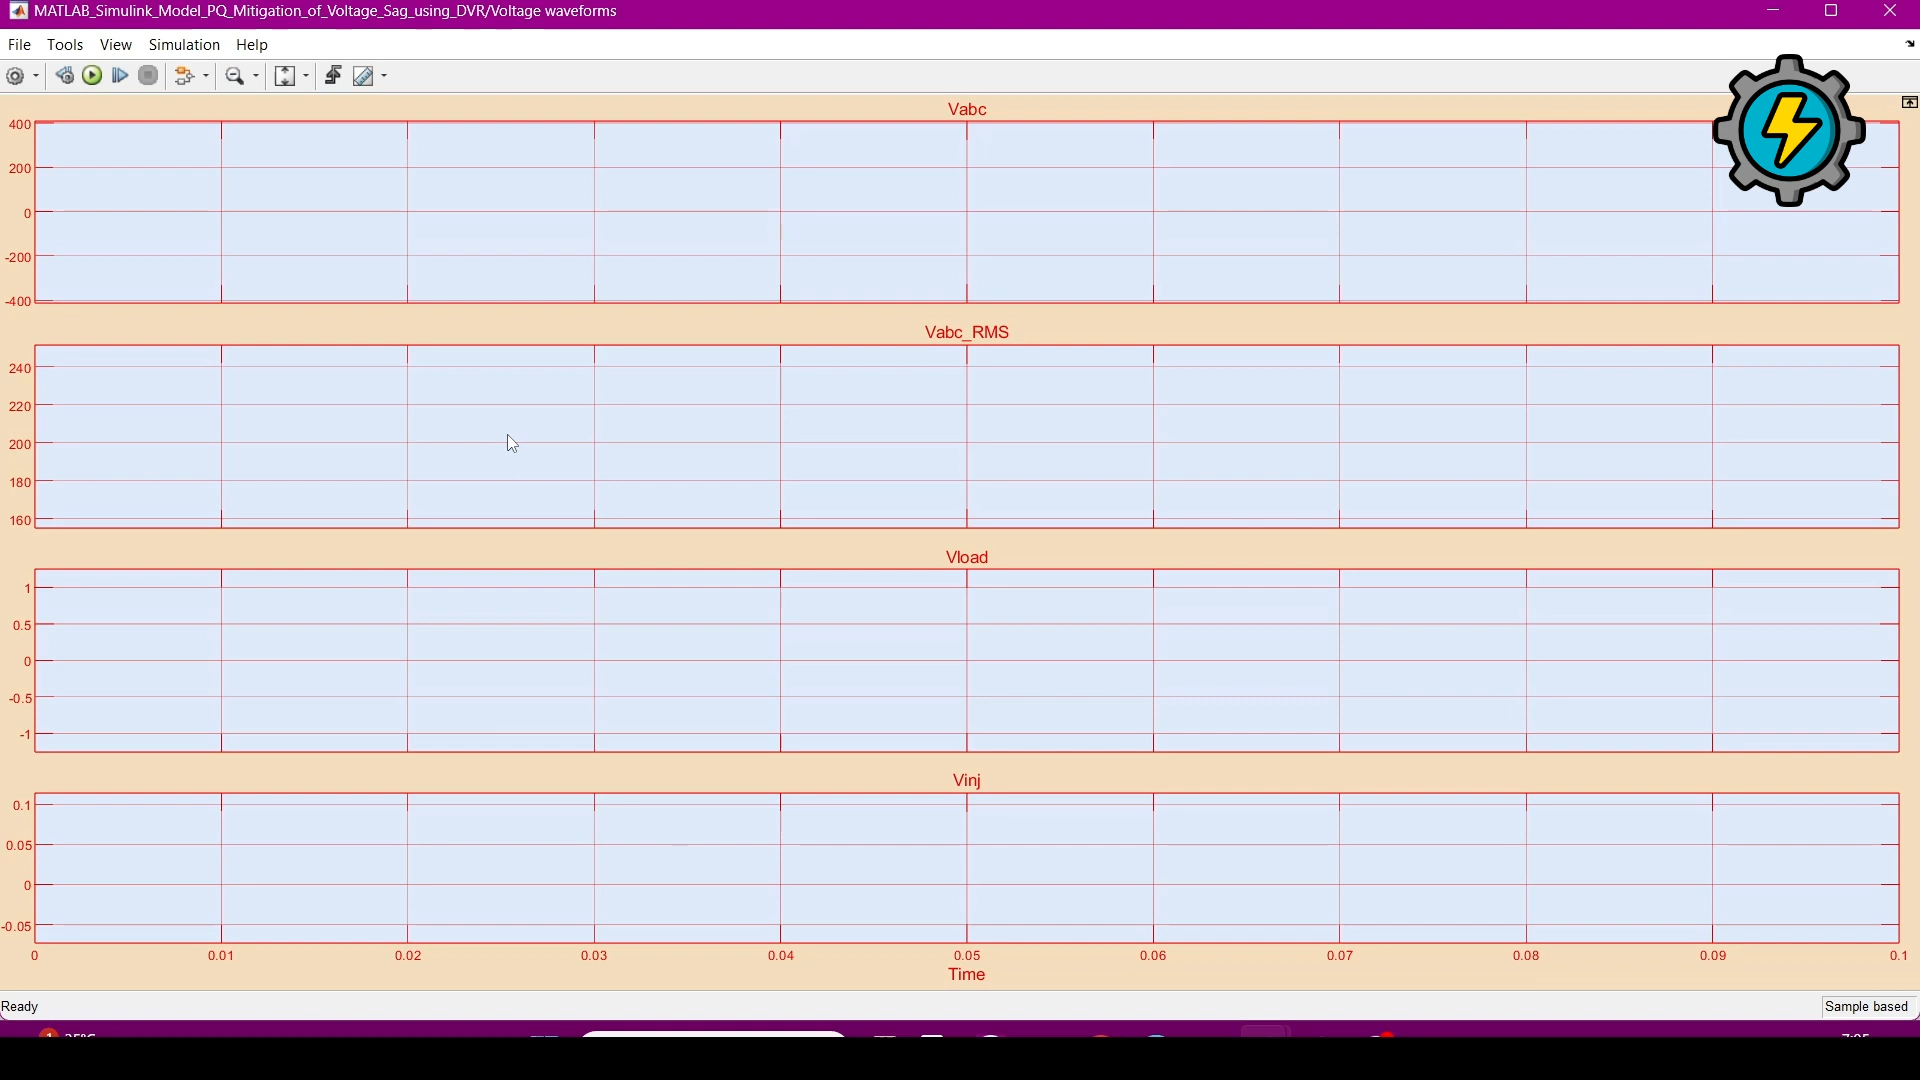 MATLAB_Simulink_Model_PQ_Mitigation_of_Voltage_Sag_using_DVR/Voltage waveforms
File Tools View Simulation Help
Vabc
400
200
0
-200
-400
Vabc_RMS
240
220
200
180
160
Vload
1
0.5
0
-0.5
-1
Vinj
0.1
0.05
0
-0.05
0 0.01 0.02 0.03 0.04 0.05 0.06 0.07 0.08 0.09 0.1
Time
Ready
Sample based